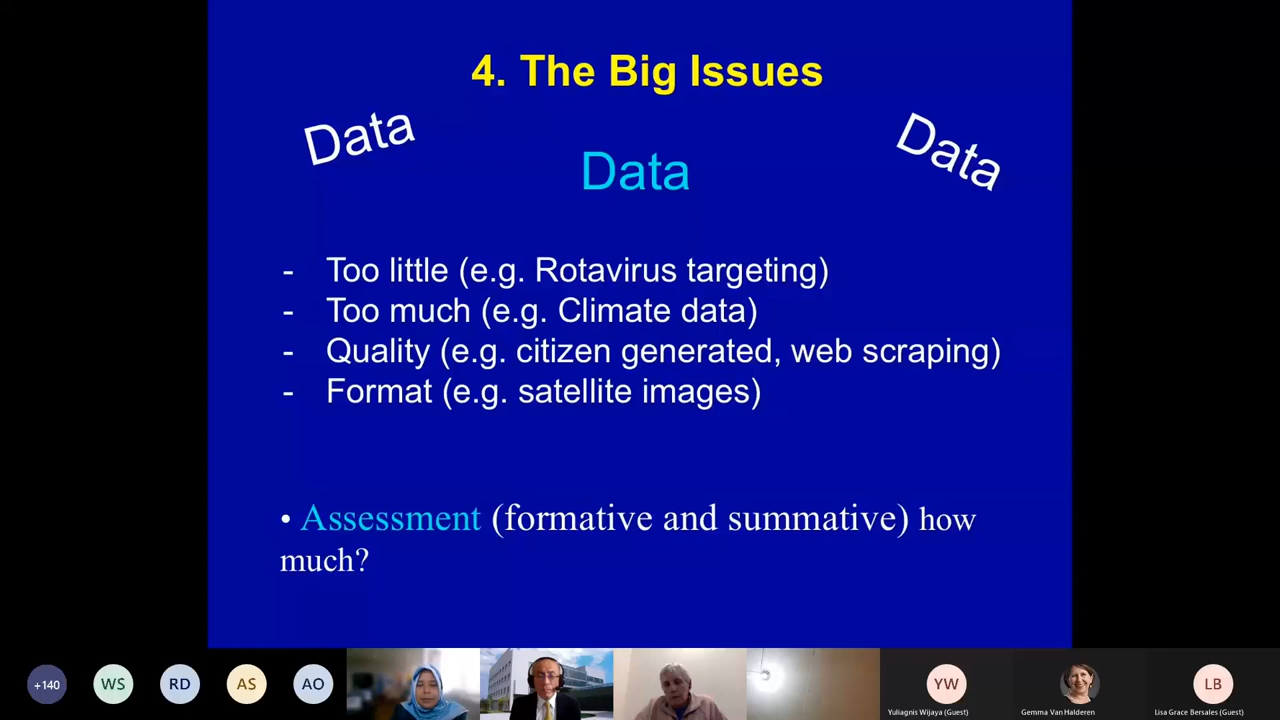 4. The Big Issues
Data
Data
Data
- Too little (e.g. Rotavirus targeting)
- Too much (e.g. Climate data)
- Quality (e.g. citizen generated, web scraping)
- Format (e.g. satellite images)
• Assessment (formative and summative) how
much?
+140
WS
RD
AS
AO
YW
Yuliagnis Wijaya (Guest)
Gemma Van Halderen
LB
Lisa Grace Bersales (Guest)